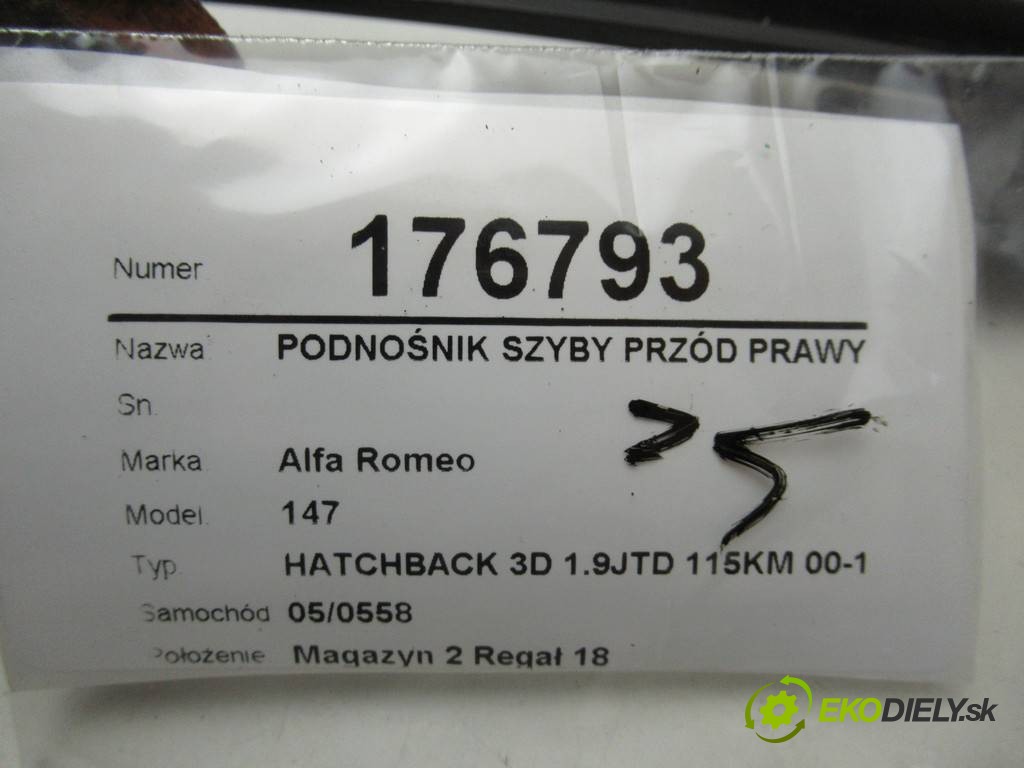 Numer 176793
Nazwa PODNOŚNIK SZYBY PRZÓD PRAWY
Sn.
Marka Alfa Romeo
Model. 147
Typ HATCHBACK 3D 1.9JTD 115KM 00-1
Samochód 05/0558
Położenie Magazyn 2 Regał 18
EKODIELY.sk